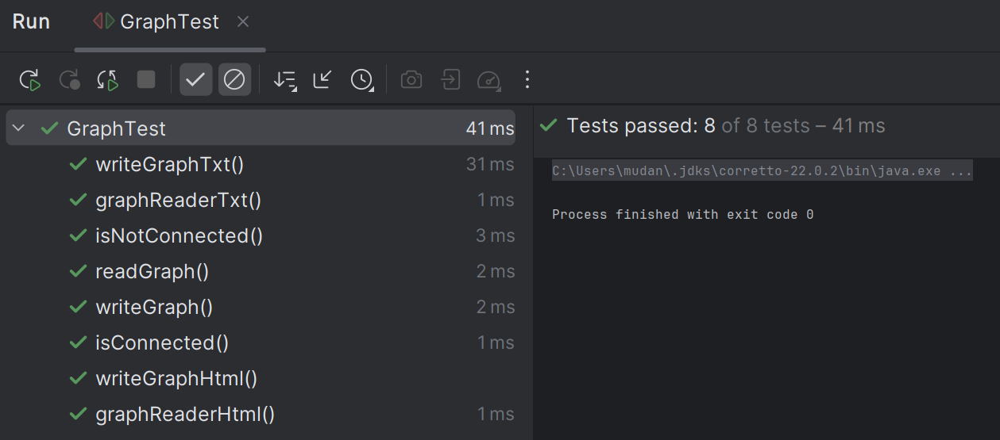 Run GraphTest
GraphTest 41 ms
writeGraphTxt() 31 ms
graphReaderTxt() 1 ms
isNotConnected() 3 ms
readGraph() 2 ms
writeGraph() 2 ms
isConnected() 1 ms
writeGraphHtml()
graphReaderHtml() 1 ms
Tests passed: 8 of 8 tests – 41 ms
C:\Users\mudan\.jdks\corretto-22.0.2\bin\java.exe ...
Process finished with exit code 0